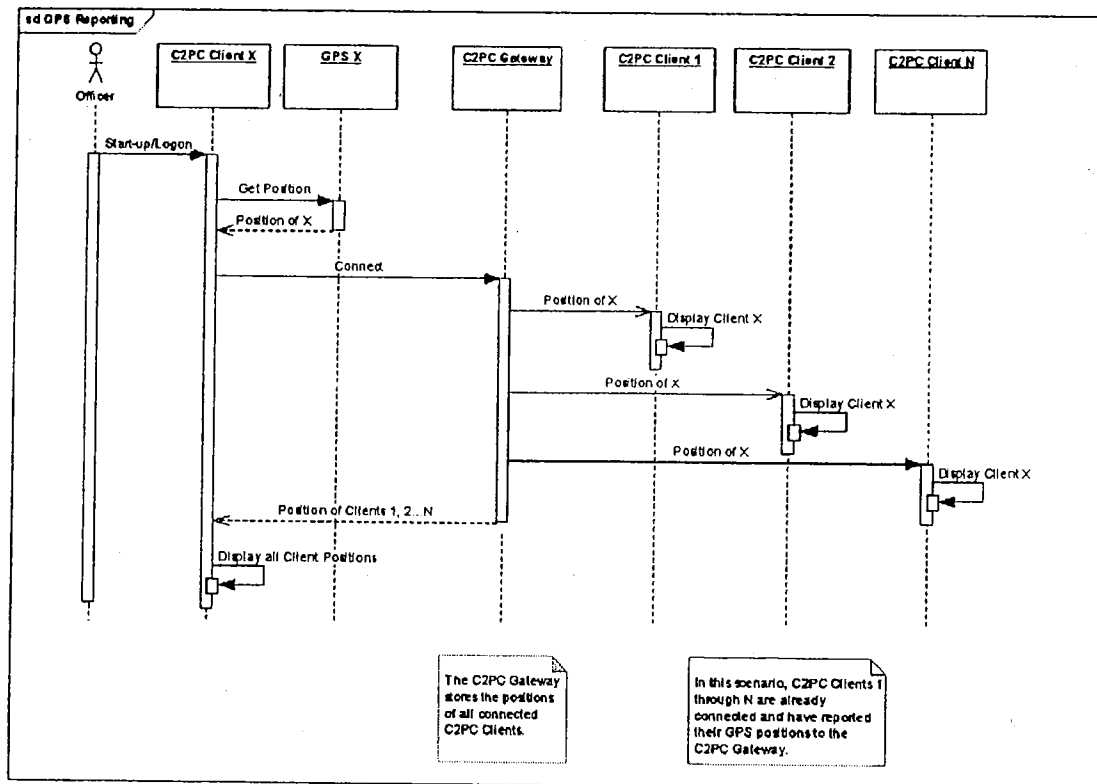 sd GPS Reporting
Officer
C2PC Client X
GPS X
C2PC Gateway
C2PC Client 1
C2PC Client 2
C2PC Client N
Start-up/Logon
Get Position
Position of X
Connect
Position of X
Display Client X
Position of X
Display Client X
Position of X
Display Client X
Position of Clients 1, 2... N
Display all Client Positions
The C2PC Gateway
stores the positions
of all connected
C2PC Clients.
In this scenario, C2PC Clients 1
through N are already
connected and have reported
their GPS positions to the
C2PC Gateway.